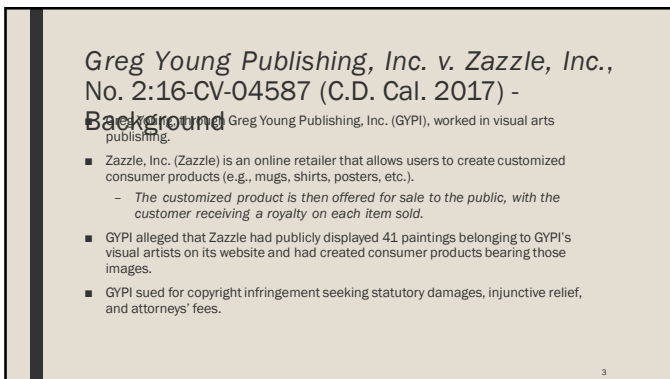 Greg Young Publishing, Inc. v. Zazzle, Inc.,
No. 2:16-CV-04587 (C.D. Cal. 2017) -
Background
■ Greg Young, through Greg Young Publishing, Inc. (GYPI), worked in visual arts
publishing.
■ Zazzle, Inc. (Zazzle) is an online retailer that allows users to create customized
consumer products (e.g., mugs, shirts, posters, etc.).
– The customized product is then offered for sale to the public, with the
customer receiving a royalty on each item sold.
■ GYPI alleged that Zazzle had publicly displayed 41 paintings belonging to GYPI's
visual artists on its website and had created consumer products bearing those
images.
■ GYPI sued for copyright infringement seeking statutory damages, injunctive relief,
and attorneys' fees.
3